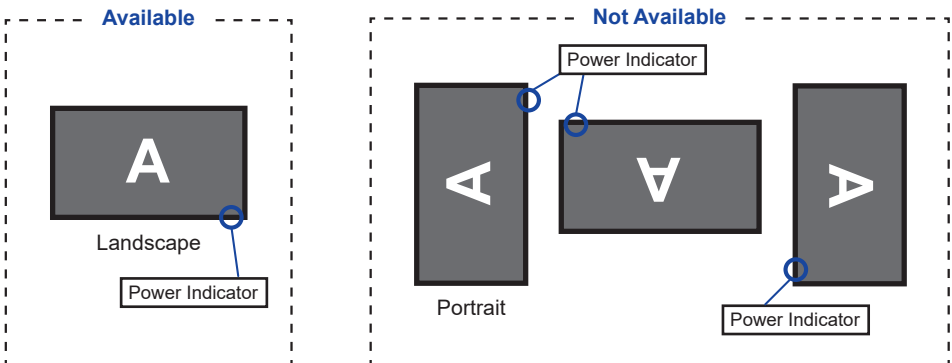 Available
A
Landscape
Power Indicator
Not Available
Power Indicator
A
A
A
Portrait
Power Indicator